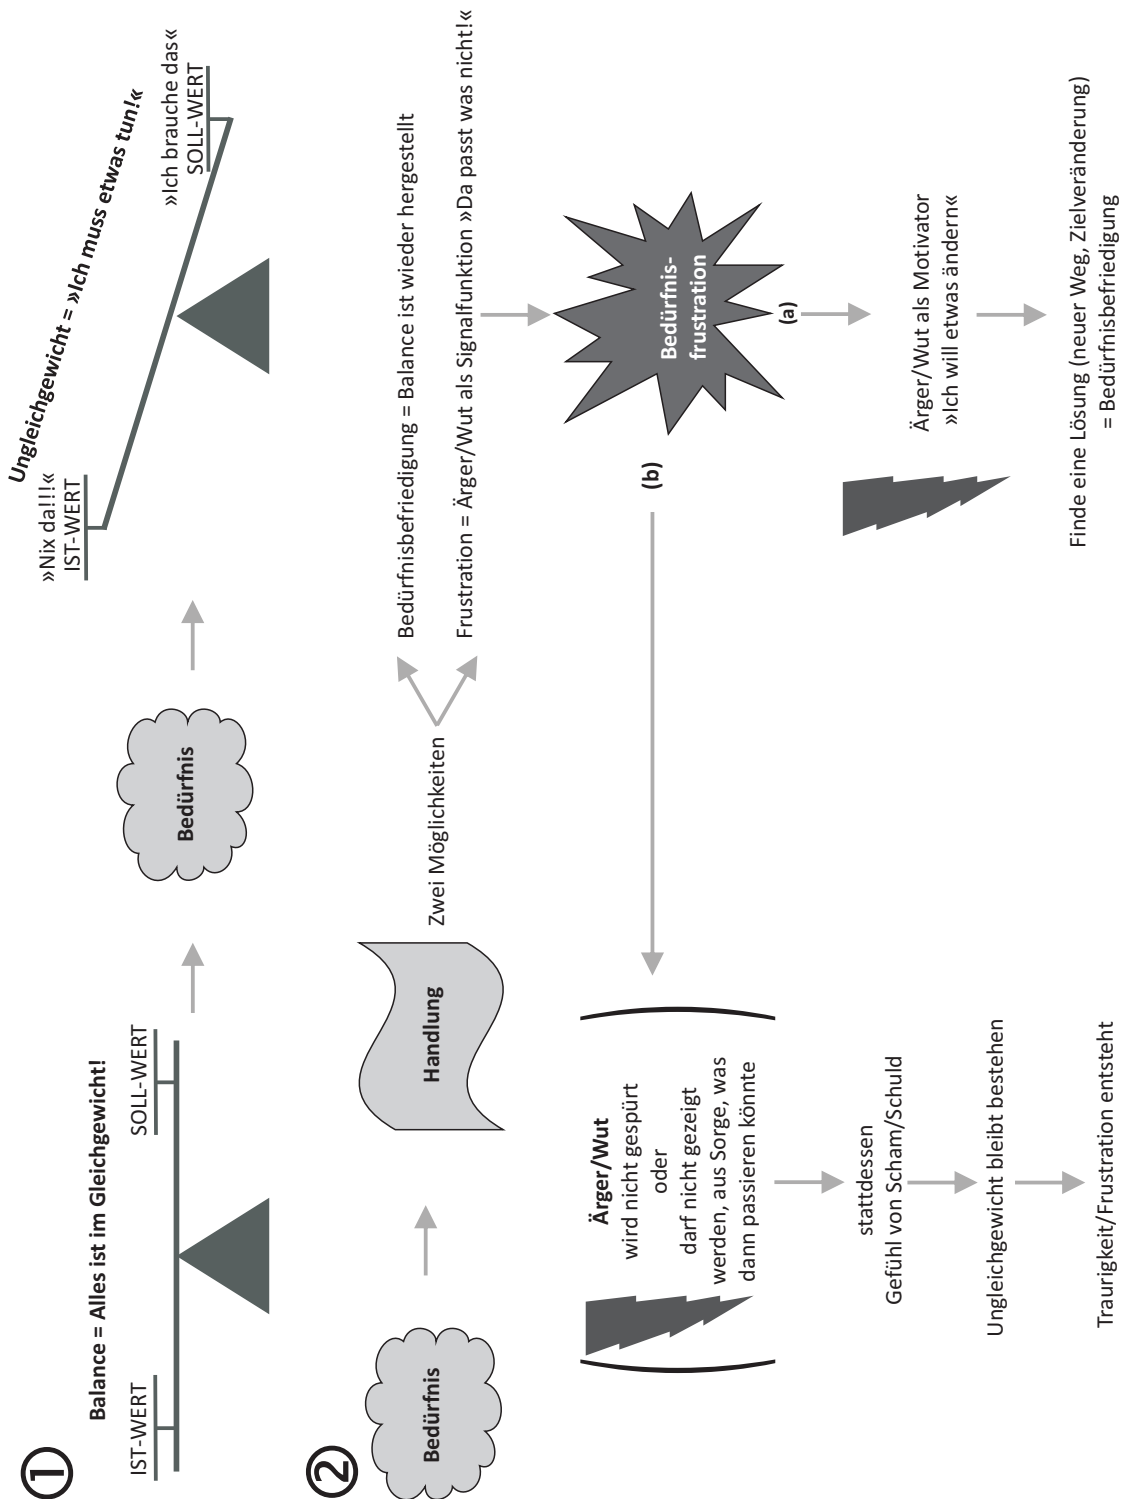 ①
Balance = Alles ist im Gleichgewicht!
IST-WERT
SOLL-WERT
Bedürfnis
Ungleichgewicht = »Ich muss etwas tun!«
»Nix da!!!«
IST-WERT
»Ich brauche das«
SOLL-WERT
②
Bedürfnis
Handlung
Zwei Möglichkeiten
Bedürfnisbefriedigung = Balance ist wieder hergestellt
Frustration = Ärger/Wut als Signalfunktion »Da passt was nicht!«
Bedürfnis-
frustration
(a)
Ärger/Wut als Motivator
»Ich will etwas ändern«
Finde eine Lösung (neuer Weg, Zielveränderung)
= Bedürfnisbefriedigung
(b)
Ärger/Wut
wird nicht gespürt
oder
darf nicht gezeigt
werden, aus Sorge, was
dann passieren könnte
stattdessen
Gefühl von Scham/Schuld
Ungleichgewicht bleibt bestehen
Traurigkeit/Frustration entsteht